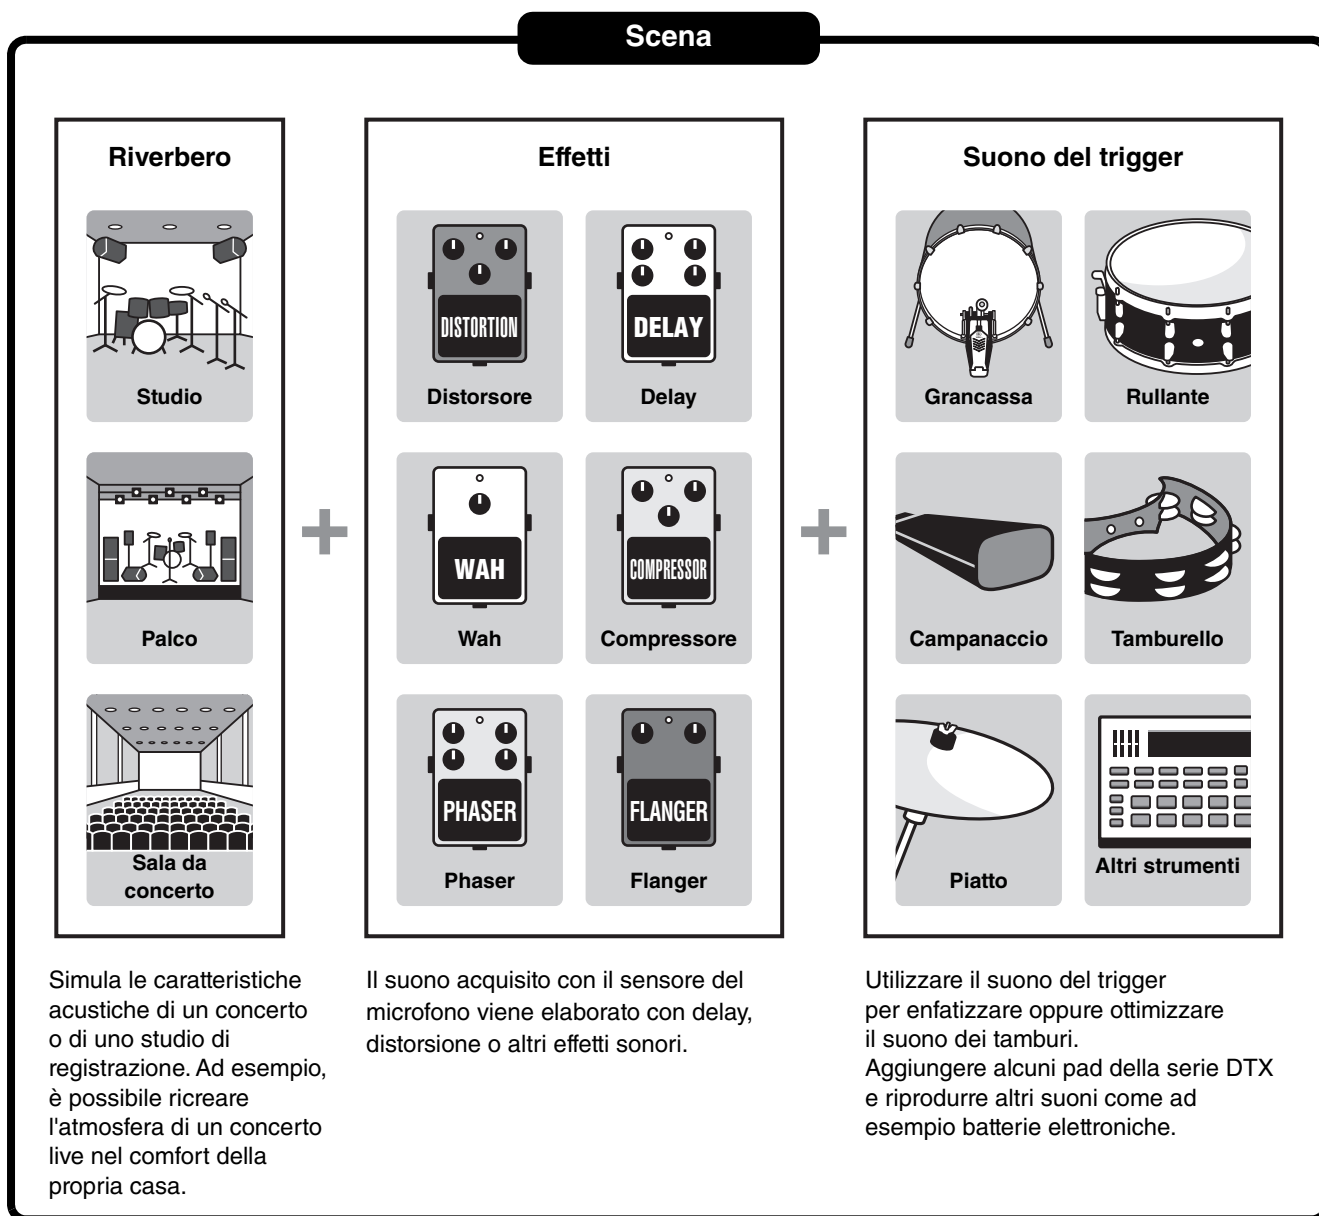 Scena
Riverbero
Studio
Palco
Sala da
concerto
Simula le caratteristiche
acustiche di un concerto
o di uno studio di
registrazione. Ad esempio,
è possibile ricreare
l'atmosfera di un concerto
live nel comfort della
propria casa.
+
Effetti
DISTORTION
Distorsore
DELAY
Delay
WAH
Wah
COMPRESSOR
Compressore
PHASER
Phaser
FLANGER
Flanger
Il suono acquisito con il sensore del
microfono viene elaborato con delay,
distorsione o altri effetti sonori.
+
Suono del trigger
Grancassa
Rullante
Campanaccio
Tamburello
Piatto
Altri strumenti
Utilizzare il suono del trigger
per enfatizzare oppure ottimizzare
il suono dei tamburi.
Aggiungere alcuni pad della serie DTX
e riprodurre altri suoni come ad
esempio batterie elettroniche.